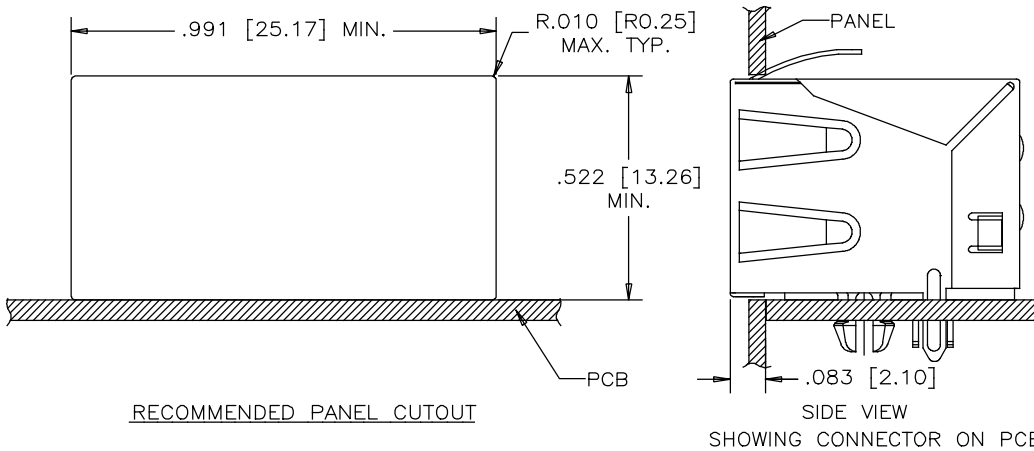 .991 [25.17] MIN.
R.010 [R0.25]
MAX. TYP.
.522 [13.26]
MIN.
PCB
RECOMMENDED PANEL CUTOUT
PANEL
.083 [2.10]
SIDE VIEW
SHOWING CONNECTOR ON PCB